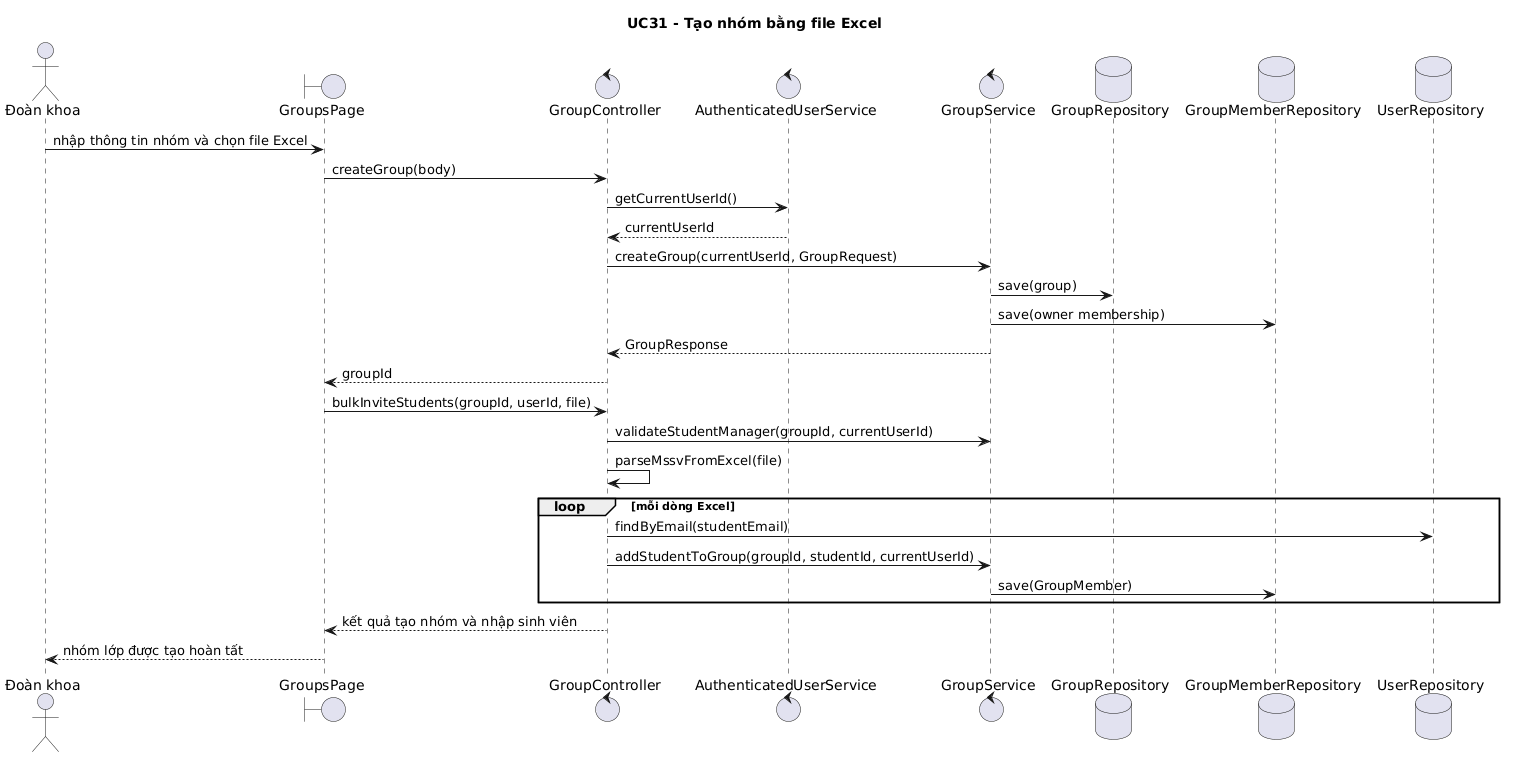 UC31 - Tạo nhóm bằng file Excel
Đoàn khoa
GroupsPage
GroupController
AuthenticatedUserService
GroupService
GroupRepository
GroupMemberRepository
UserRepository
nhập thông tin nhóm và chọn file Excel
createGroup(body)
getCurrentUserId()
currentUserId
createGroup(currentUserId, GroupRequest)
save(group)
save(owner membership)
GroupResponse
groupId
bulkInviteStudents(groupId, userId, file)
validateStudentManager(groupId, currentUserId)
parseMssvFromExcel(file)
loop [mỗi dòng Excel]
findByEmail(studentEmail)
addStudentToGroup(groupId, studentId, currentUserId)
save(GroupMember)
kết quả tạo nhóm và nhập sinh viên
nhóm lớp được tạo hoàn tất
Đoàn khoa
GroupsPage
GroupController
AuthenticatedUserService
GroupService
GroupRepository
GroupMemberRepository
UserRepository